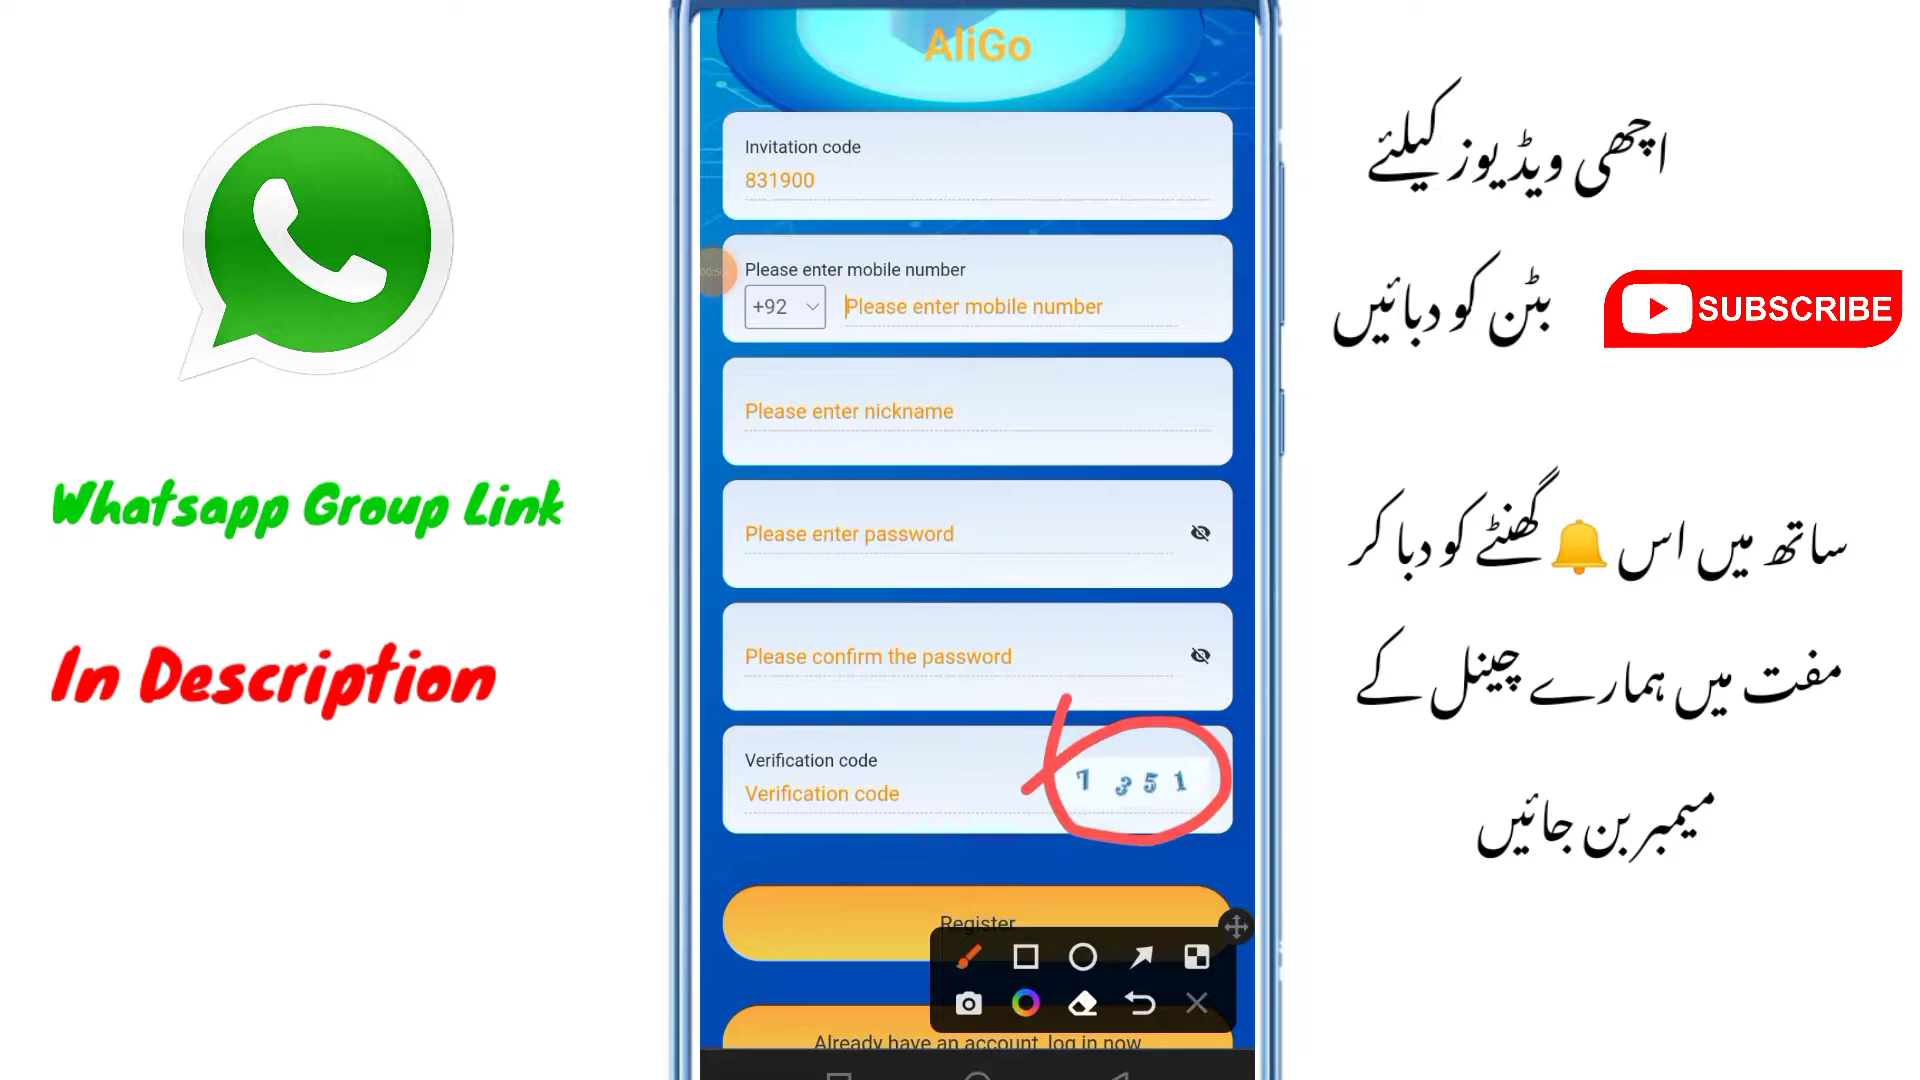 AliGo
Invitation code
831900
00:50
Please enter mobile number
+92
Please enter mobile number
Please enter nickname
Please enter password
Please confirm the password
Verification code
Verification code
7 3 5 1
Register
Already have an account, log in now
Whatsapp Group Link
In Description
اچھی ویڈیوز کیلئے
بٹن کو دبائیں
SUBSCRIBE
ساتھ میں اس 🔔 گھنٹے کو دبا کر
مفت میں ہمارے چینل کے
میمبر بن جائیں